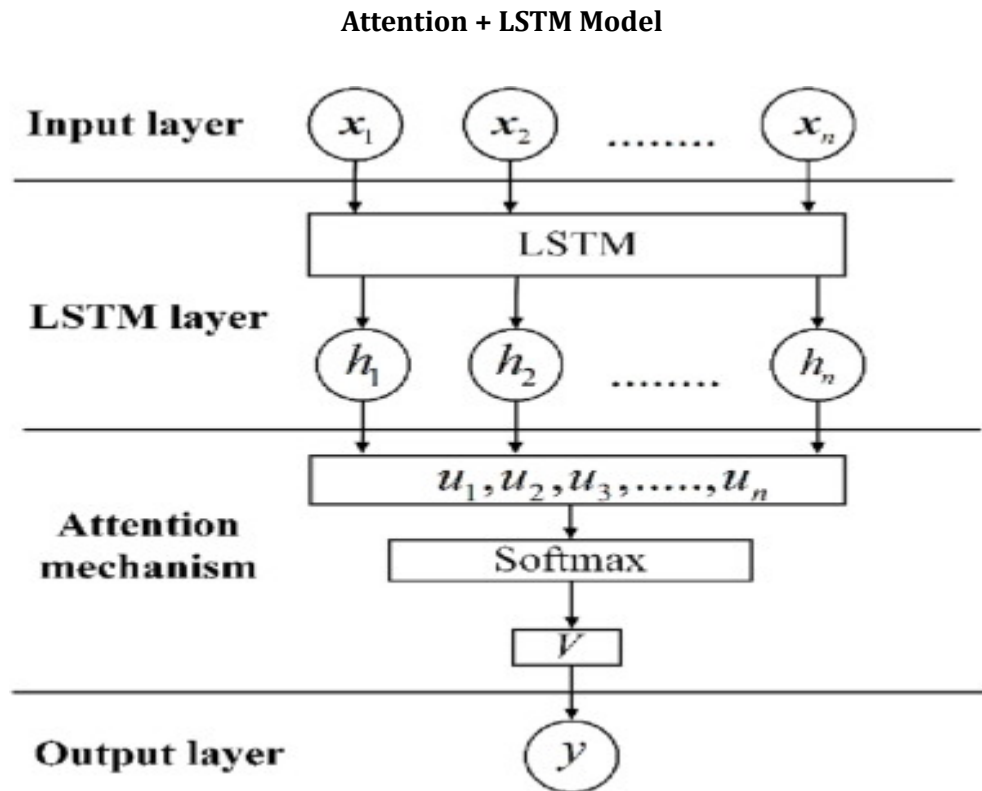 Attention + LSTM Model
Input layer
x₁ x₂ ........ xₙ
LSTM
LSTM layer
h₁ h₂ ........ hₙ
u₁,u₂,u₃,.....,uₙ
Attention
mechanism
Softmax
V
Output layer
y